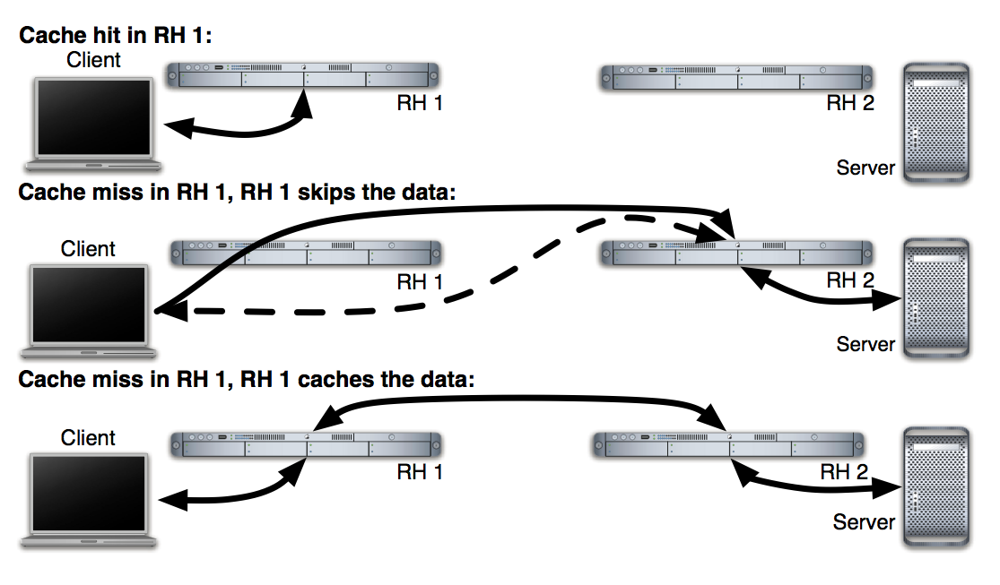 Cache hit in RH 1:
Client
RH 1
RH 2
Server
Cache miss in RH 1, RH 1 skips the data:
Client
RH 1
RH 2
Server
Cache miss in RH 1, RH 1 caches the data:
Client
RH 1
RH 2
Server